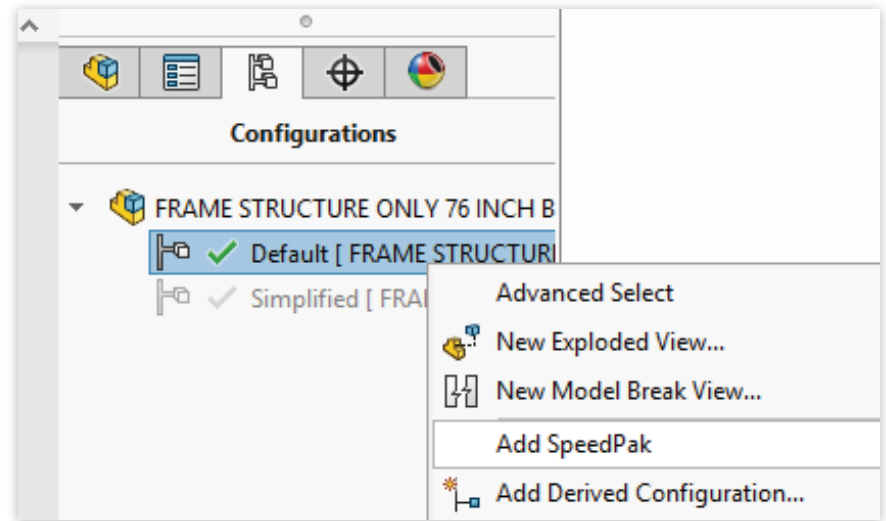 Configurations
FRAME STRUCTURE ONLY 76 INCH B
Default [ FRAME STRUCTURE
Simplified [ FRA
Advanced Select
New Exploded View...
New Model Break View...
Add SpeedPak
Add Derived Configuration...